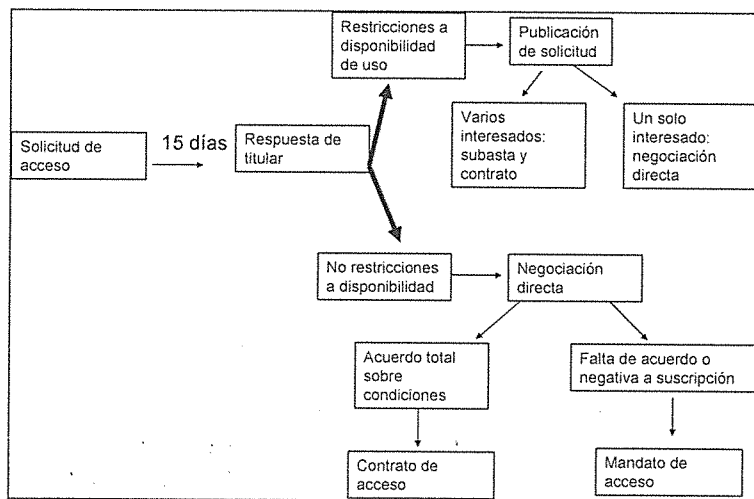 Restricciones a
disponibilidad
de uso
Publicación
de solicitud
Solicitud de
acceso
15 días
Respuesta de
titular
Varios
interesados:
subasta y
contrato
Un solo
interesado:
negociación
directa
No restricciones
a disponibilidad
Negociación
directa
Acuerdo total
sobre
condiciones
Falta de acuerdo o
negativa a suscripción
Contrato de
acceso
Mandato de
acceso